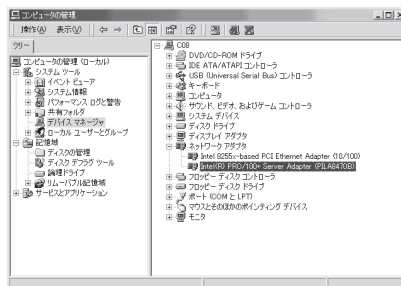 コンピュータの管理
操作(A) 表示(V)
ツリー
コンピュータの管理 (ローカル)
システム ツール
イベント ビューア
システム情報
パフォーマンス ログと警告
共有フォルダ
デバイス マネージャ
ローカル ユーザーとグループ
記憶域
ディスクの管理
ディスク デフラグ ツール
論理ドライブ
リムーバブル記憶域
サービスとアプリケーション
C08
DVD/CD-ROM ドライブ
IDE ATA/ATAPI コントローラ
USB (Universal Serial Bus) コントローラ
キーボード
コンピュータ
サウンド、ビデオ、およびゲーム コントローラ
システム デバイス
ディスク ドライブ
ディスプレイ アダプタ
ネットワーク アダプタ
Intel 8255x-based PCI Ethernet Adapter (10/100)
Intel(R) PRO/100+ Server Adapter (PILA8470B)
フロッピー ディスク コントローラ
フロッピー ディスク ドライブ
ポート (COM と LPT)
マウスとそのほかのポインティング デバイス
モニタ